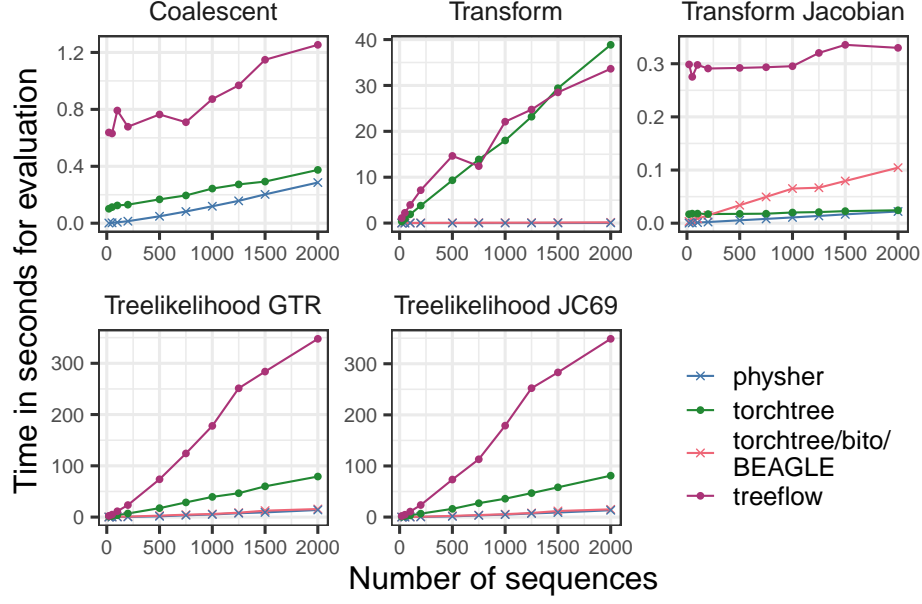 Coalescent
Transform
Transform Jacobian
Time in seconds for evaluation
1.2
0.8
0.4
0.0
0 500 1000 1500 2000
40
30
20
10
0
0 500 1000 1500 2000
0.3
0.2
0.1
0.0
0 500 1000 1500 2000
Treelikelihood GTR
Treelikelihood JC69
300
200
100
0
0 500 1000 1500 2000
300
200
100
0
0 500 1000 1500 2000
Number of sequences
physher
torchtree
torchtree/bito/
BEAGLE
treeflow